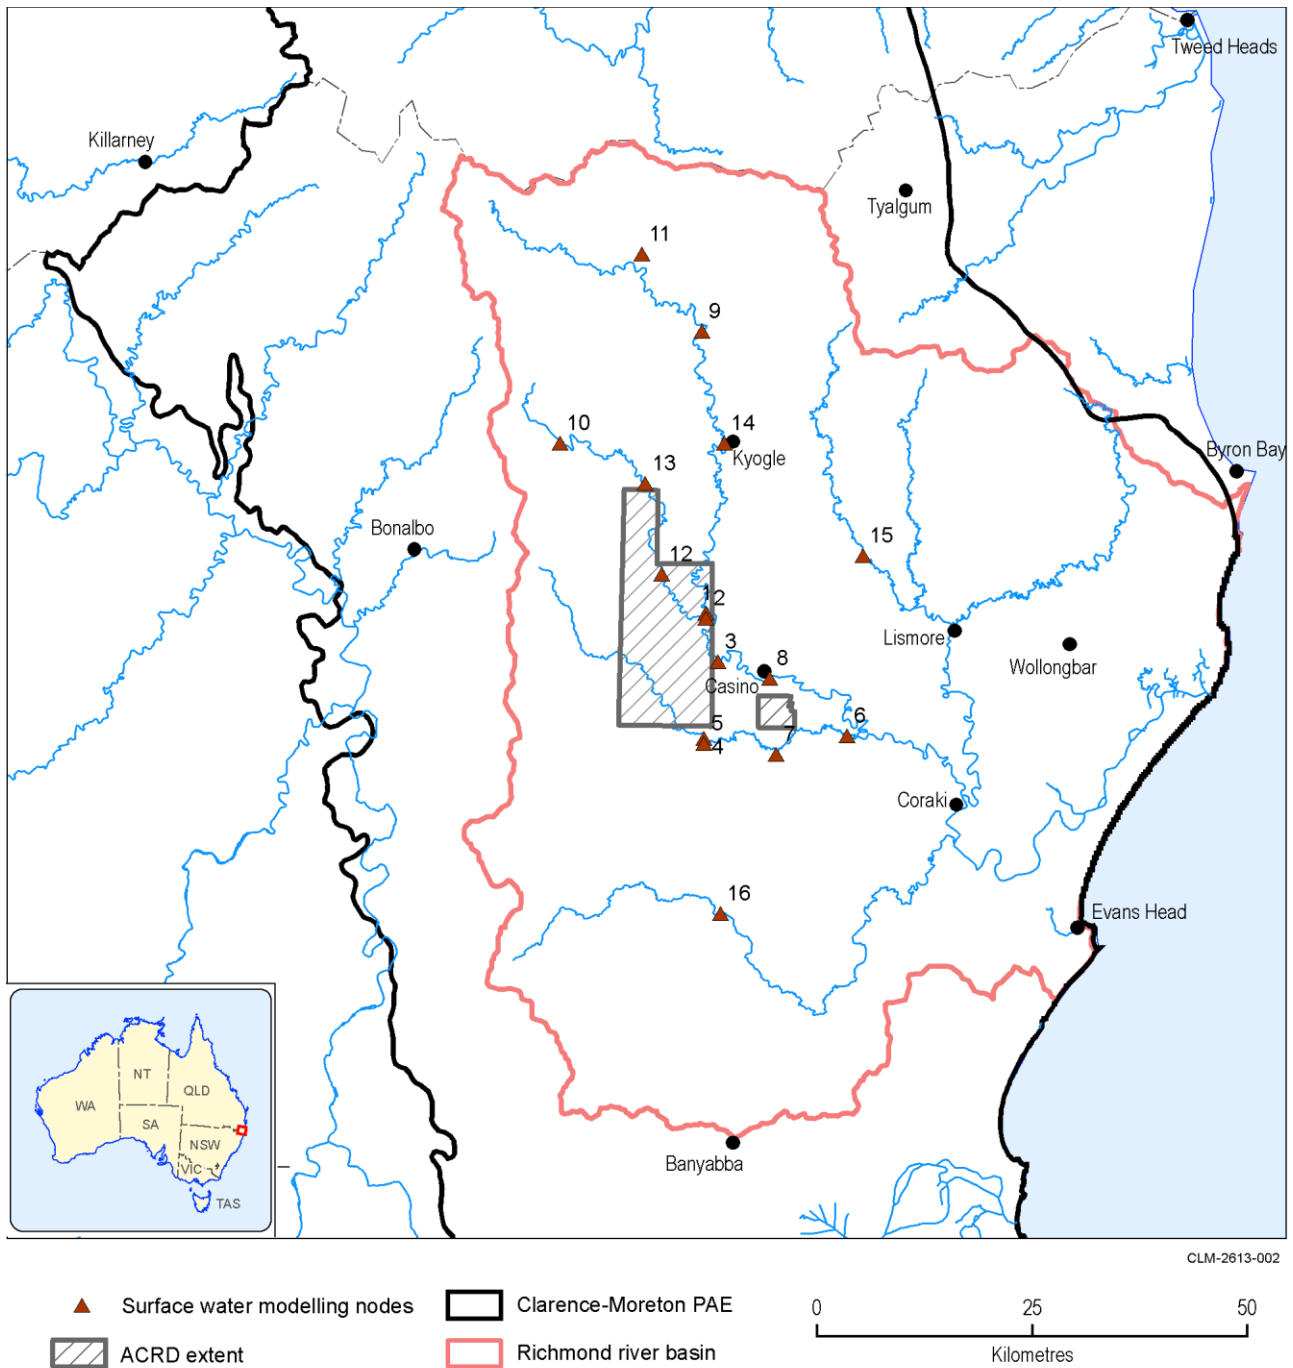 Tweed Heads
Killarney
Tyalgum
11
9
10
14
Kyogle
13
Byron Bay
Bonalbo
15
12
12
Lismore
Wollongbar
3
8
Casino
5
4
7
6
Coraki
16
Evans Head
Banyabba
NT
QLD
WA
SA
NSW
VIC
TAS
CLM-2613-002
Surface water modelling nodes
Clarence-Moreton PAE
ACRD extent
Richmond river basin
0 25 50
Kilometres